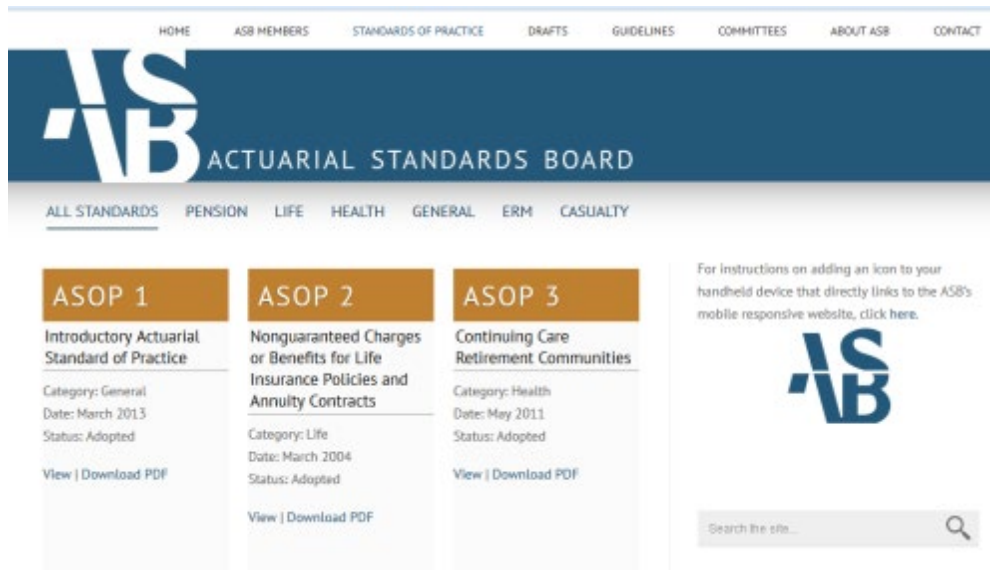 HOME ASB MEMBERS STANDARDS OF PRACTICE DRAFTS GUIDELINES COMMITTEES ABOUT ASB CONTACT
ASB
ACTUARIAL STANDARDS BOARD
ALL STANDARDS PENSION LIFE HEALTH GENERAL ERM CASUALTY
ASOP 1
Introductory Actuarial
Standard of Practice
Category: General
Date: March 2013
Status: Adopted
View | Download PDF
ASOP 2
Nonguaranteed Charges
or Benefits for Life
Insurance Policies and
Annuity Contracts
Category: Life
Date: March 2004
Status: Adopted
View | Download PDF
ASOP 3
Continuing Care
Retirement Communities
Category: Health
Date: May 2011
Status: Adopted
View | Download PDF
For instructions on adding an icon to your
handheld device that directly links to the ASB's
mobile responsive website, click here.
ASB
Search the site...